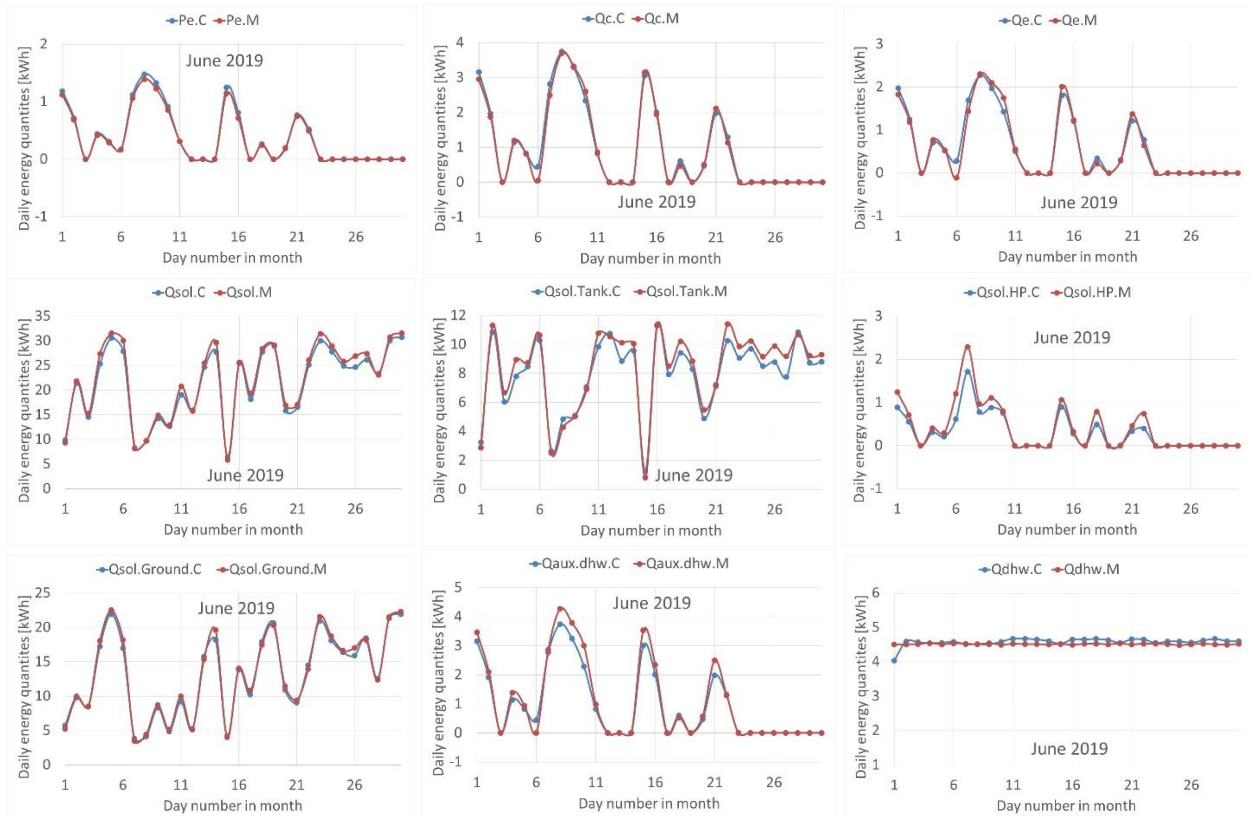 Pe.C Pe.M
June 2019
Daily energy quantites [kWh]
2
1
0
-1
1 6 11 16 21 26
Day number in month
Qc.C Qc.M
Daily energy quantites [kWh]
4
3
2
1
0
-1
June 2019
1 6 11 16 21 26
Day number in month
Qe.C Qe.M
Daily energy quantites [kWh]
3
2
1
0
-1
June 2019
1 6 11 16 21 26
Day number in month
Qsol.C Qsol.M
Daily energy quantites [kWh]
35
30
25
20
15
10
5
0
June 2019
1 6 11 16 21 26
Day number in month
Qsol.Tank.C Qsol.Tank.M
Daily energy quantites [kWh]
12
10
8
6
4
2
0
June 2019
1 6 11 16 21 26
Day number in month
Qsol.HP.C Qsol.HP.M
June 2019
Daily energy quantites [kWh]
3
2
1
0
-1
1 6 11 16 21 26
Day number in month
Qsol.Ground.C Qsol.Ground.M
June 2019
Daily energy quantites [kWh]
25
20
15
10
5
0
1 6 11 16 21 26
Day number in month
Qaux.dhw.C Qaux.dhw.M
June 2019
Daily energy quantites [kWh]
5
4
3
2
1
0
-1
1 6 11 16 21 26
Day number in month
Qdhw.C Qdhw.M
Daily energy quantites [kWh]
6
5
4
3
2
1
June 2019
1 6 11 16 21 26
Day number in month